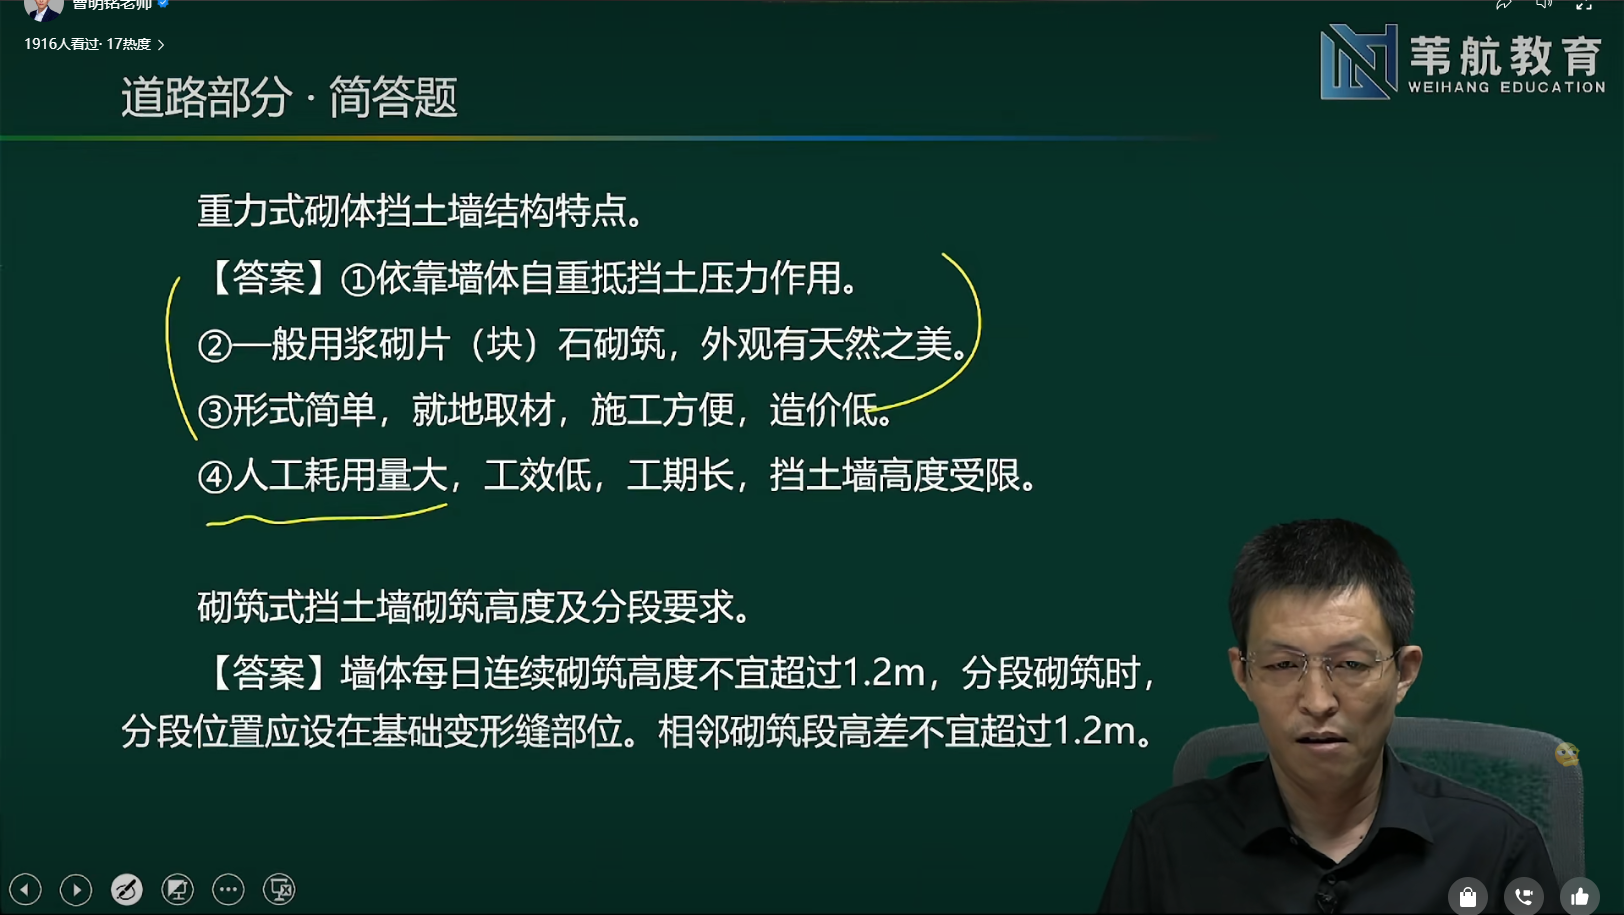 曹明铭老师
1916人看过·17热度 >
苇航教育
WEIHANG EDUCATION
道路部分·简答题
重力式砌体挡土墙结构特点。
【答案】①依靠墙体自重抵挡土压力作用。
②一般用浆砌片（块）石砌筑，外观有天然之美。
③形式简单，就地取材，施工方便，造价低。
④人工耗用量大，工效低，工期长，挡土墙高度受限。
砌筑式挡土墙砌筑高度及分段要求。
【答案】墙体每日连续砌筑高度不宜超过1.2m，分段砌筑时，
分段位置应设在基础变形缝部位。相邻砌筑段高差不宜超过1.2m。